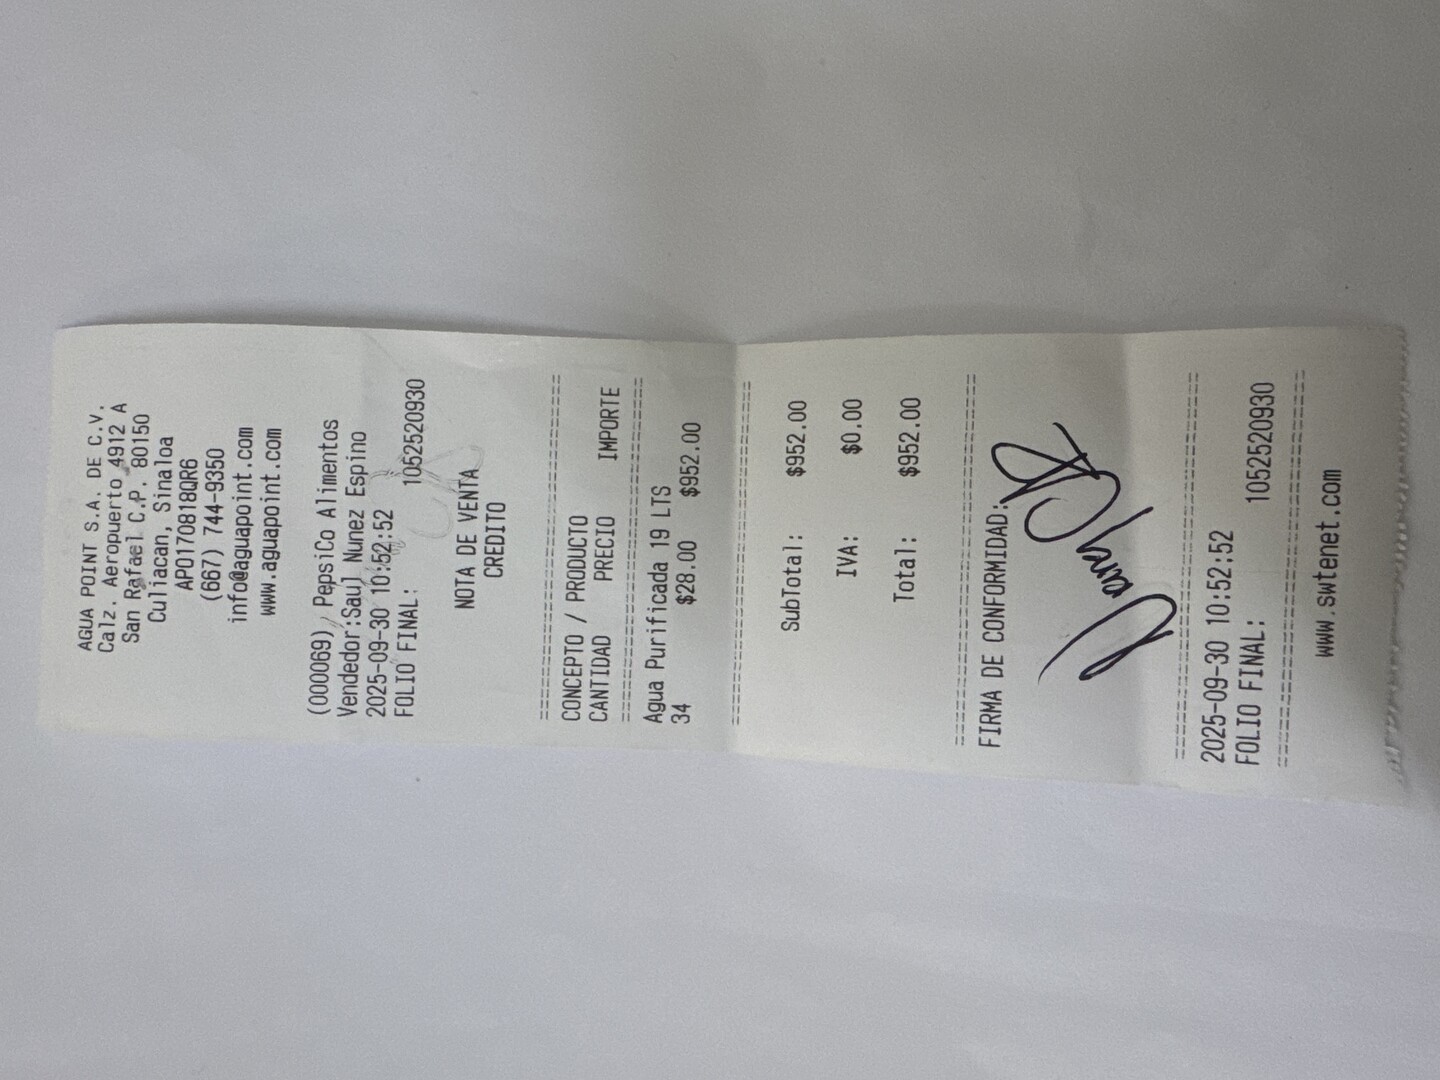 AGUA POINT S.A. DE C.V.
Calz. Aeropuerto 4912 A
San Rafael C.P. 80150
Culiacan, Sinaloa
APO170818QR6
(667) 744-9350
info@aguapoint.com
www.aguapoint.com
(000069) PepsiCo Alimentos
Vendedor:Saul Nunez Espino
2025-09-30 10:52:52
FOLIO FINAL: 1052520930
NOTA DE VENTA
CREDITO
CONCEPTO / PRODUCTO
CANTIDAD PRECIO IMPORTE
Agua Purificada 19 LTS
34 $28.00 $952.00
SubTotal: $952.00
IVA: $0.00
Total: $952.00
FIRMA DE CONFORMIDAD:
2025-09-30 10:52:52
FOLIO FINAL: 1052520930
www.swtenet.com